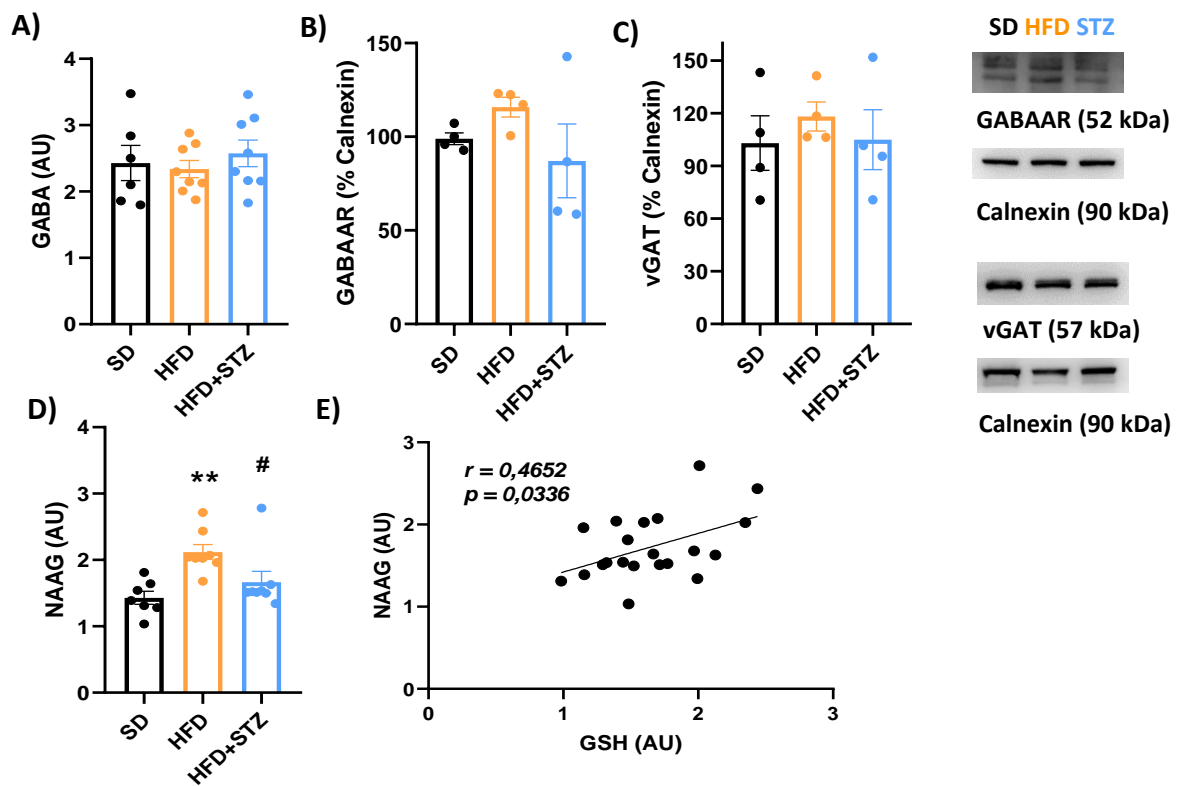 A)
GABA (AU)
4
3
2
1
0
SD
HFD
HFD+STZ
B)
GABAAR (% Calnexin)
150
100
50
0
SD
HFD
HFD+STZ
C)
vGAT (% Calnexin)
150
120
90
60
30
0
SD
HFD
HFD+STZ
SD HFD STZ
GABAAR (52 kDa)
Calnexin (90 kDa)
vGAT (57 kDa)
Calnexin (90 kDa)
D)
NAAG (AU)
4
3
2
1
0
**
#
SD
HFD
HFD+STZ
E)
NAAG (AU)
3
2
1
0
r = 0,4652
p = 0,0336
0
1
2
3
GSH (AU)